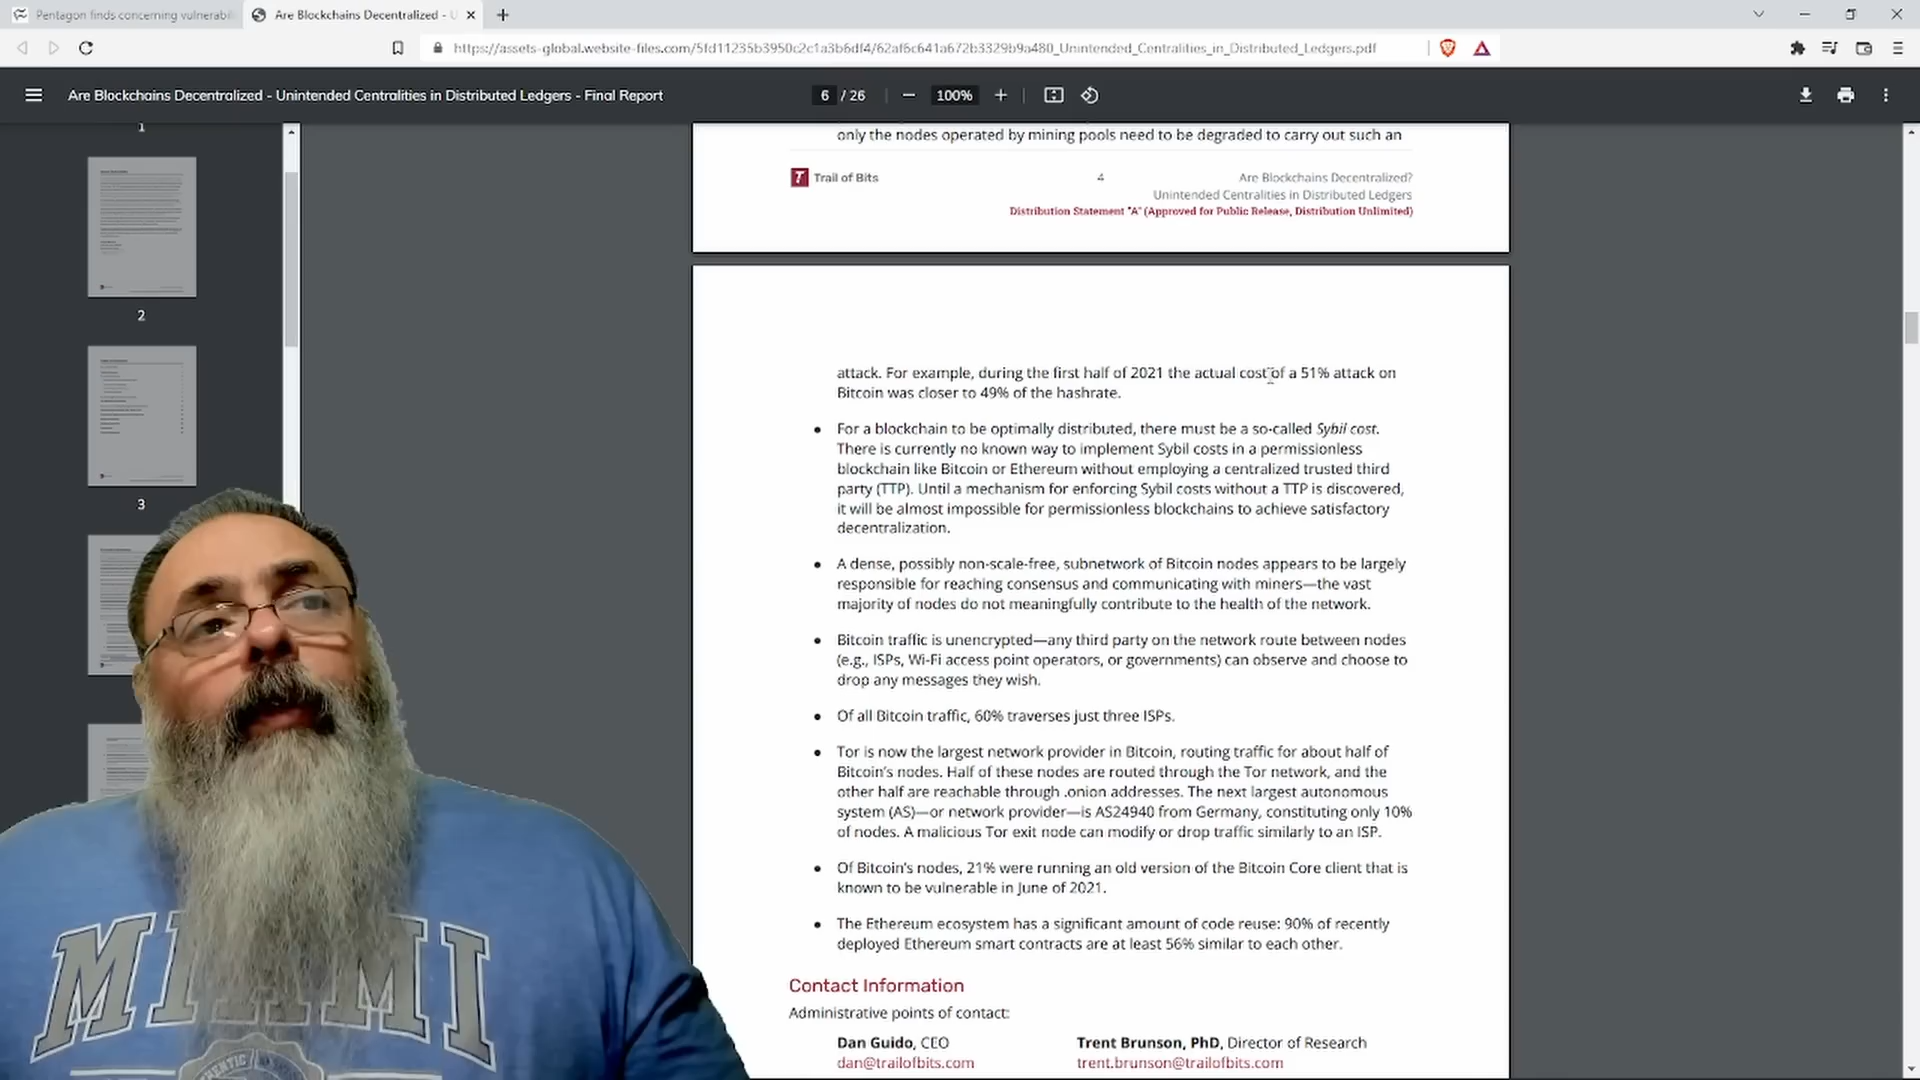 Pentagon finds concerning vulnerabil
Are Blockchains Decentralized - U
https://assets-global.website-files.com/5fd11235b3950c2c1a3b6df4/62af6c641a672b3329b9a480_Unintended_Centralities_in_Distributed_Ledgers.pdf
Are Blockchains Decentralized - Unintended Centralities in Distributed Ledgers - Final Report
6 / 26
100%
1
2
3
only the nodes operated by mining pools need to be degraded to carry out such an
Trail of Bits
4
Are Blockchains Decentralized?
Unintended Centralities in Distributed Ledgers
Distribution Statement "A" (Approved for Public Release, Distribution Unlimited)
attack. For example, during the first half of 2021 the actual cost of a 51% attack on
Bitcoin was closer to 49% of the hashrate.
● For a blockchain to be optimally distributed, there must be a so-called Sybil cost.
There is currently no known way to implement Sybil costs in a permissionless
blockchain like Bitcoin or Ethereum without employing a centralized trusted third
party (TTP). Until a mechanism for enforcing Sybil costs without a TTP is discovered,
it will be almost impossible for permissionless blockchains to achieve satisfactory
decentralization.
● A dense, possibly non-scale-free, subnetwork of Bitcoin nodes appears to be largely
responsible for reaching consensus and communicating with miners—the vast
majority of nodes do not meaningfully contribute to the health of the network.
● Bitcoin traffic is unencrypted—any third party on the network route between nodes
(e.g., ISPs, Wi-Fi access point operators, or governments) can observe and choose to
drop any messages they wish.
● Of all Bitcoin traffic, 60% traverses just three ISPs.
● Tor is now the largest network provider in Bitcoin, routing traffic for about half of
Bitcoin's nodes. Half of these nodes are routed through the Tor network, and the
other half are reachable through .onion addresses. The next largest autonomous
system (AS)—or network provider—is AS24940 from Germany, constituting only 10%
of nodes. A malicious Tor exit node can modify or drop traffic similarly to an ISP.
● Of Bitcoin's nodes, 21% were running an old version of the Bitcoin Core client that is
known to be vulnerable in June of 2021.
● The Ethereum ecosystem has a significant amount of code reuse: 90% of recently
deployed Ethereum smart contracts are at least 56% similar to each other.
Contact Information
Administrative points of contact:
Dan Guido, CEO
dan@trailofbits.com
Trent Brunson, PhD, Director of Research
trent.brunson@trailofbits.com
MIAMI